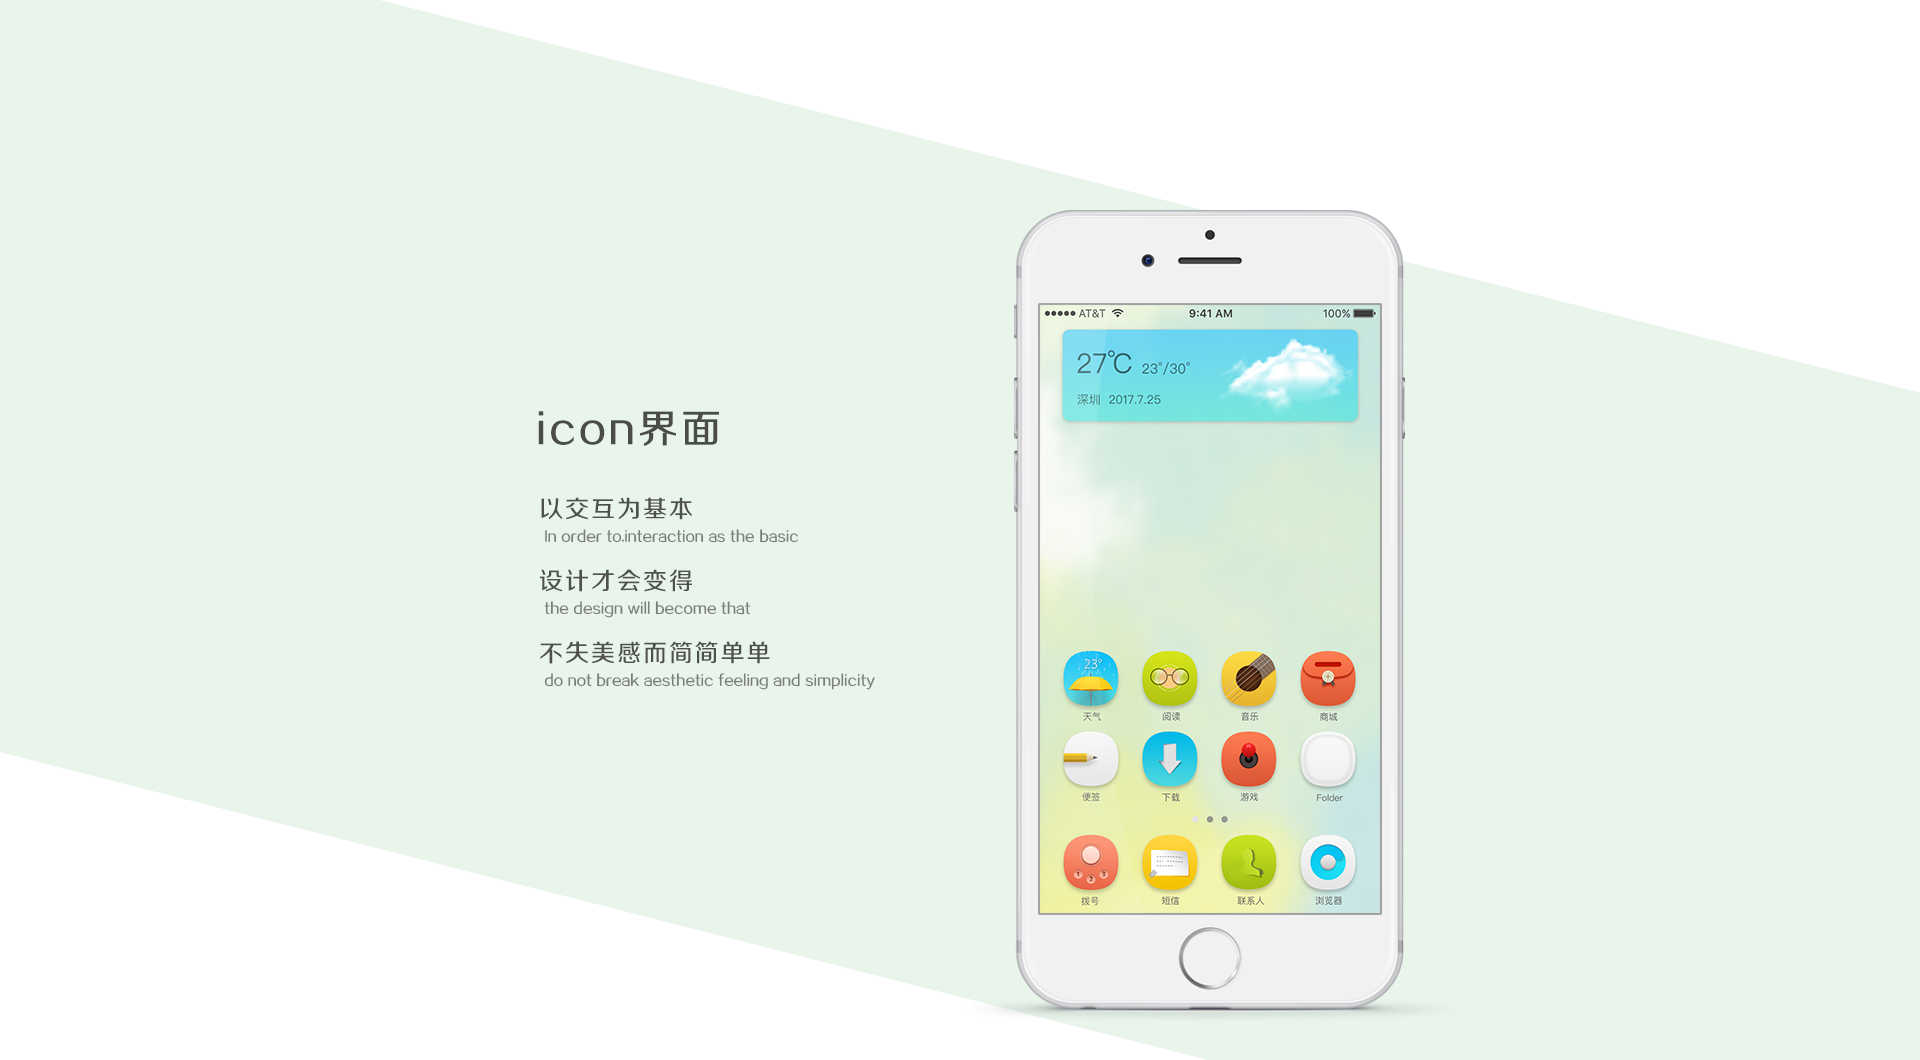 icon界面
以交互为基本
In order to.interaction as the basic
设计才会变得
the design will become that
不失美感而简简单单
do not break aesthetic feeling and simplicity
AT&T 9:41 AM 100%
27℃ 23°/30°
深圳 2017.7.25
23°
天气 阅读 音乐 商城
便签 下载 游戏 Folder
1 2 3
拨号 短信 联系人 浏览器